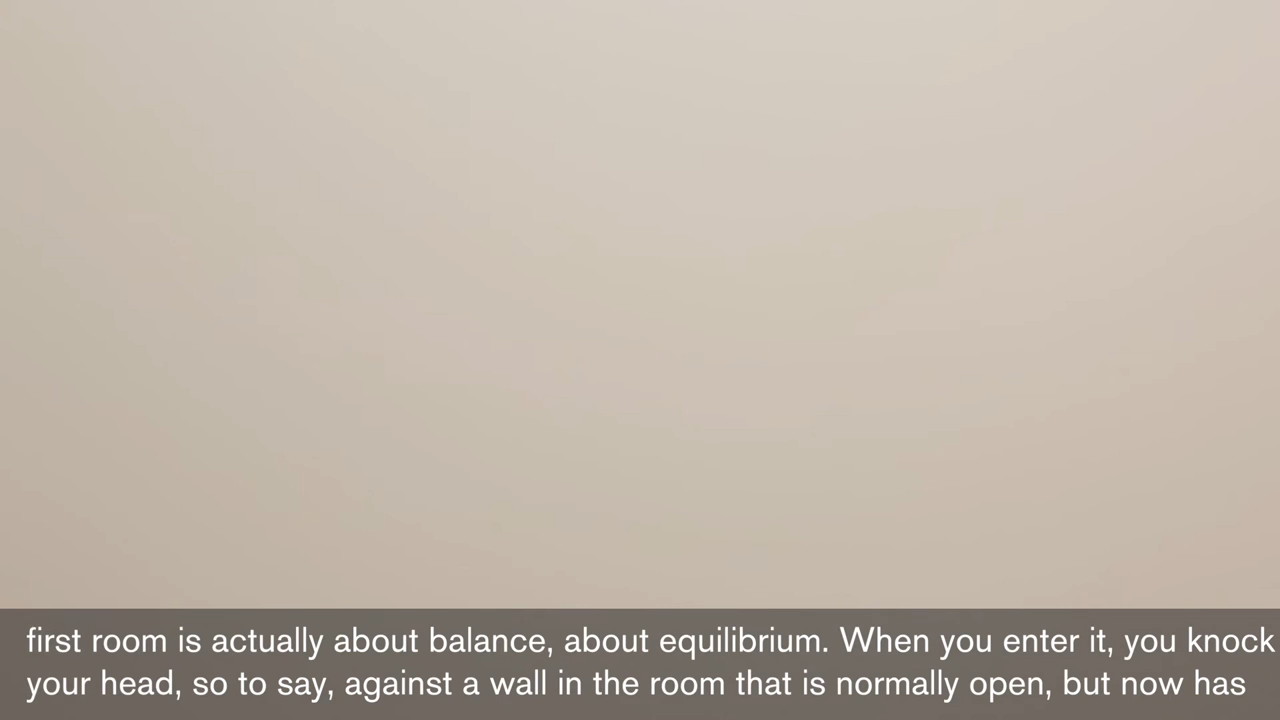 first room is actually about balance, about equilibrium. When you enter it, you knock
your head, so to say, against a wall in the room that is normally open, but now has